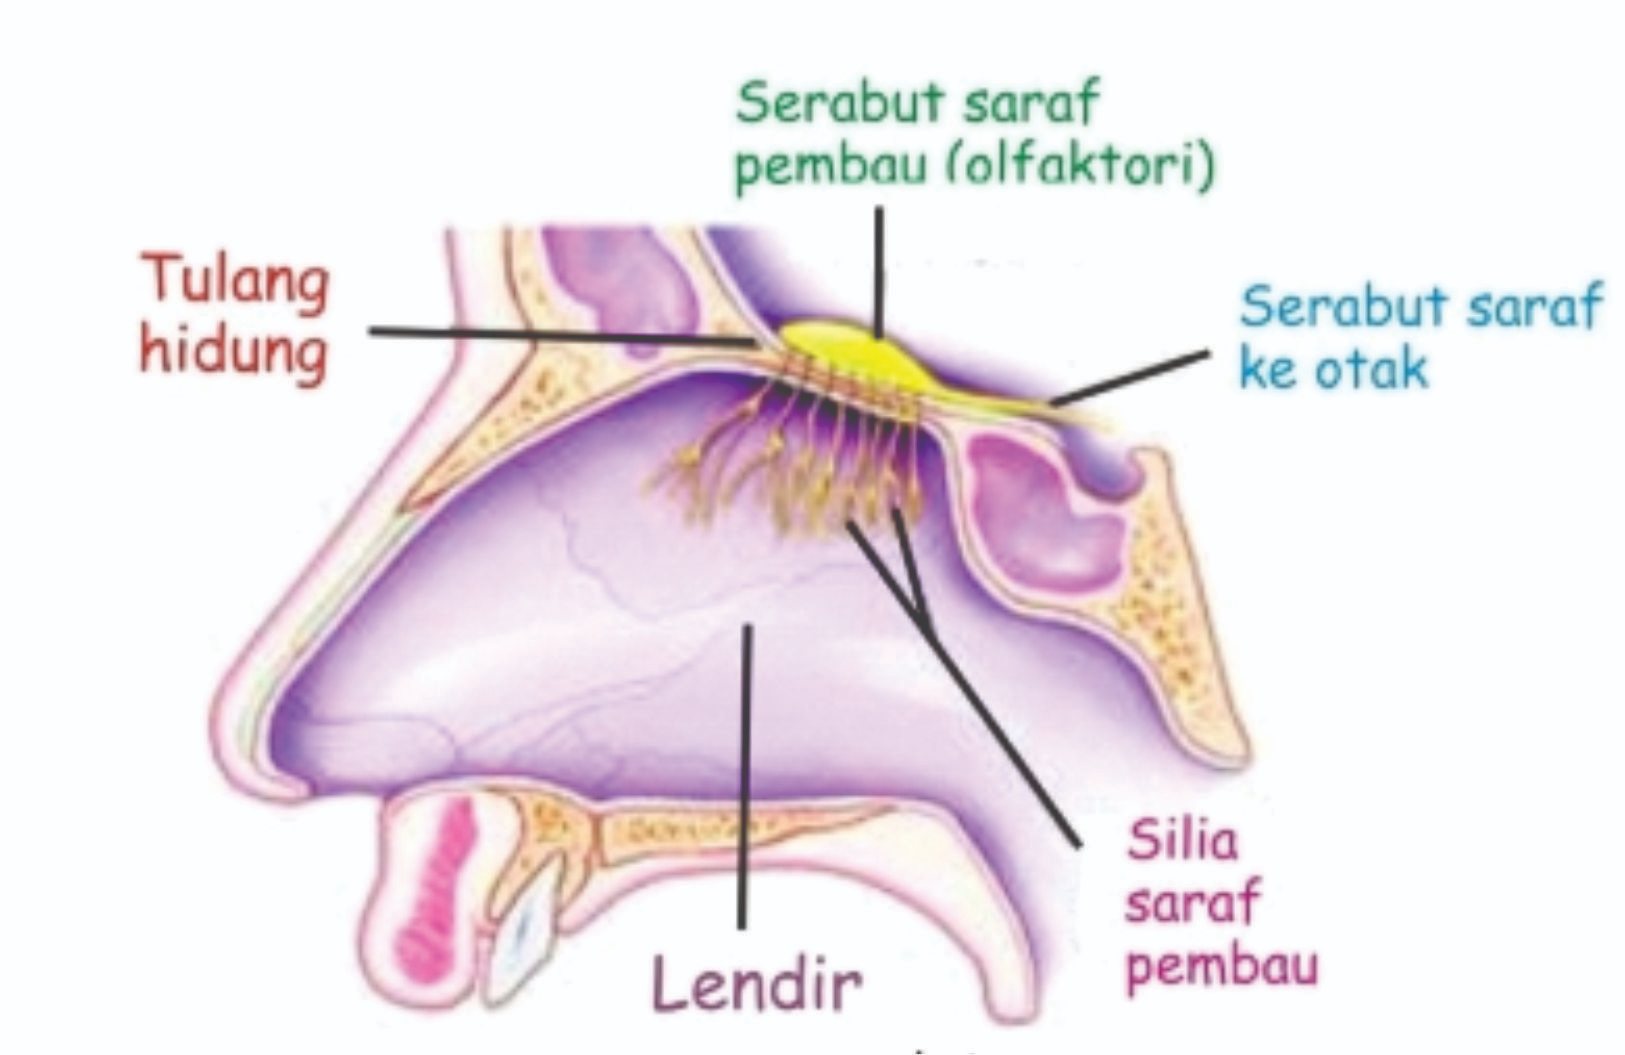 Serabut saraf
pembau (olfaktori)
Tulang
hidung
Serabut saraf
ke otak
Silia
saraf
pembau
Lendir